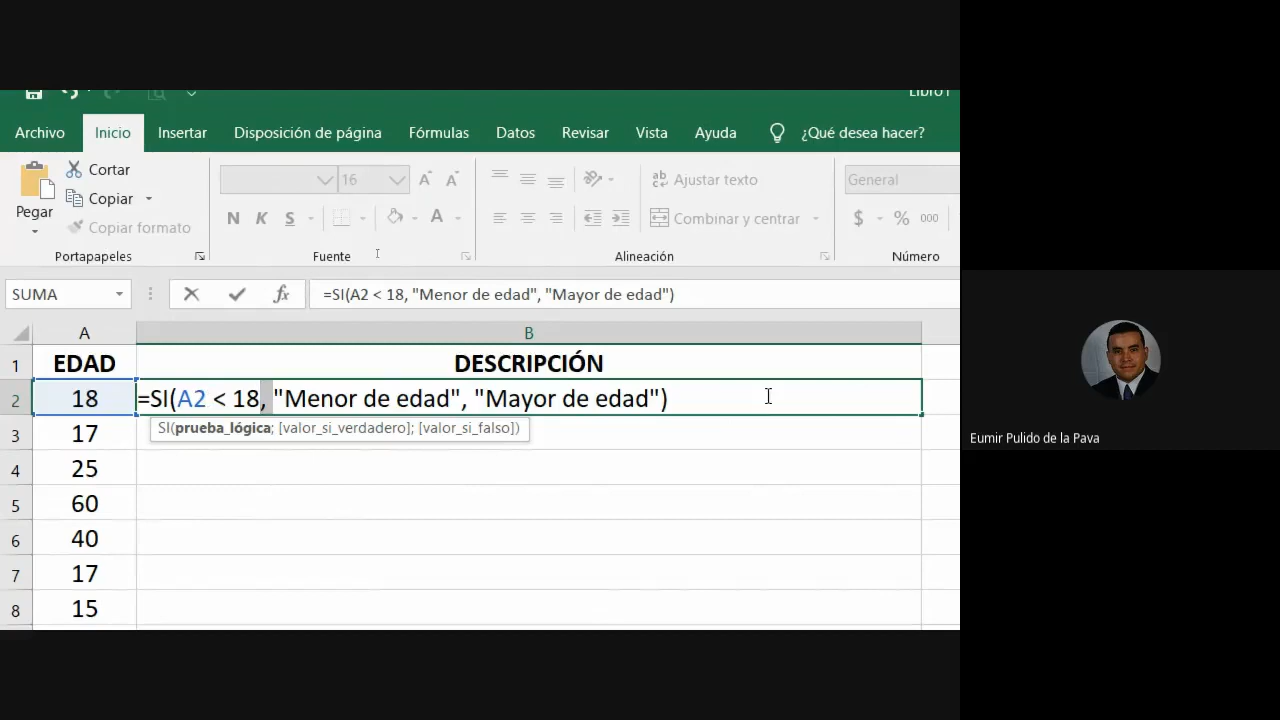 Libro1
Archivo Inicio Insertar Disposición de página Fórmulas Datos Revisar Vista Ayuda ¿Qué desea hacer?
Pegar
Cortar
Copiar
Copiar formato
Portapapeles
16 A A
N K S A
Fuente
ab Ajustar texto
Combinar y centrar
Alineación
General
$ % 000
Número
SUMA fx =SI(A2 < 18, "Menor de edad", "Mayor de edad")
A B
1 EDAD DESCRIPCIÓN
2 18 =SI(A2 < 18, "Menor de edad", "Mayor de edad")
SI(prueba_lógica; [valor_si_verdadero]; [valor_si_falso])
3 17
4 25
5 60
6 40
7 17
8 15
Eumir Pulido de la Pava